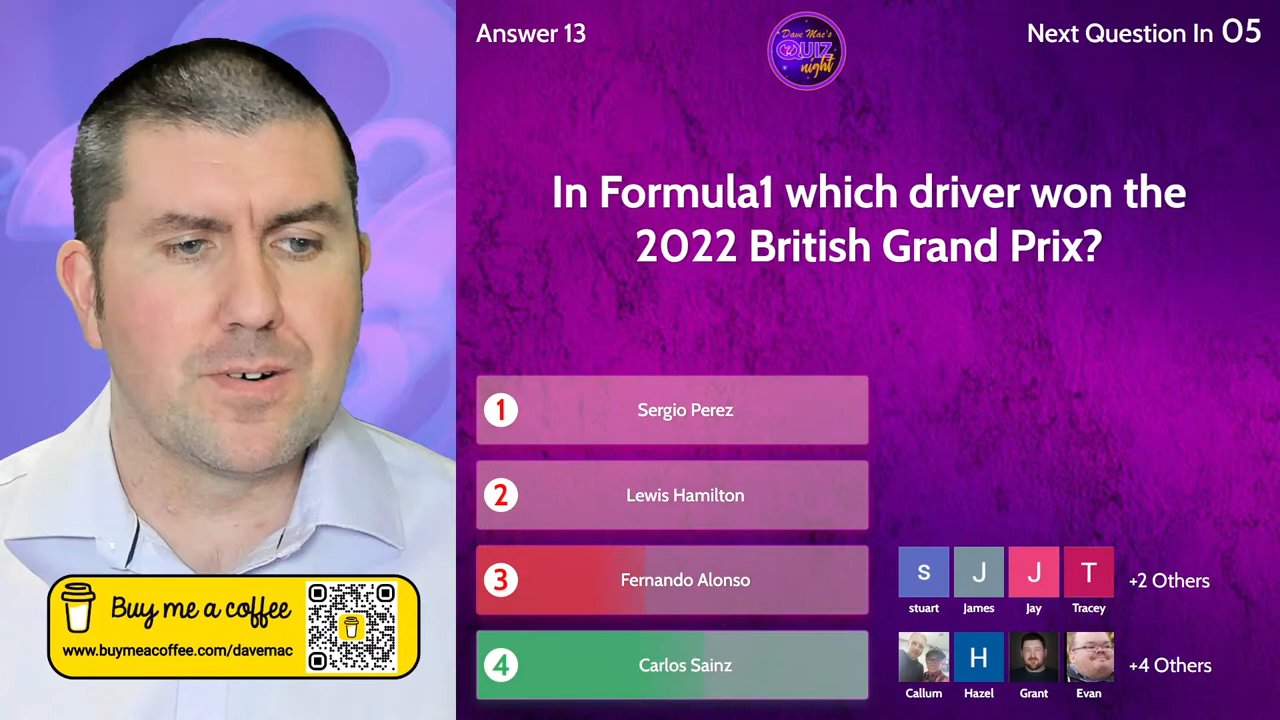 Answer 13
Dave Mac's
QUIZ
night
Next Question In 05
In Formula1 which driver won the
2022 British Grand Prix?
1 Sergio Perez
2 Lewis Hamilton
3 Fernando Alonso
s J J T
+2 Others
stuart James Jay Tracey
4 Carlos Sainz
H
+4 Others
Callum Hazel Grant Evan
Buy me a coffee
www.buymeacoffee.com/davemac